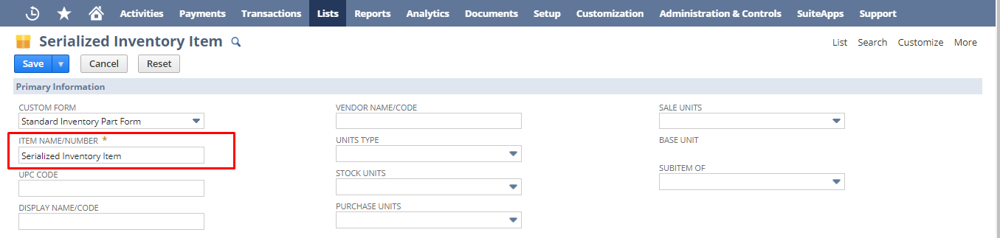 Activities Payments Transactions Lists Reports Analytics Documents Setup Customization Administration & Controls SuiteApps Support
Serialized Inventory Item
List Search Customize More
Save Cancel Reset
Primary Information
CUSTOM FORM
Standard Inventory Part Form
ITEM NAME/NUMBER *
Serialized Inventory Item
UPC CODE
DISPLAY NAME/CODE
VENDOR NAME/CODE
UNITS TYPE
STOCK UNITS
PURCHASE UNITS
SALE UNITS
BASE UNIT
SUBITEM OF